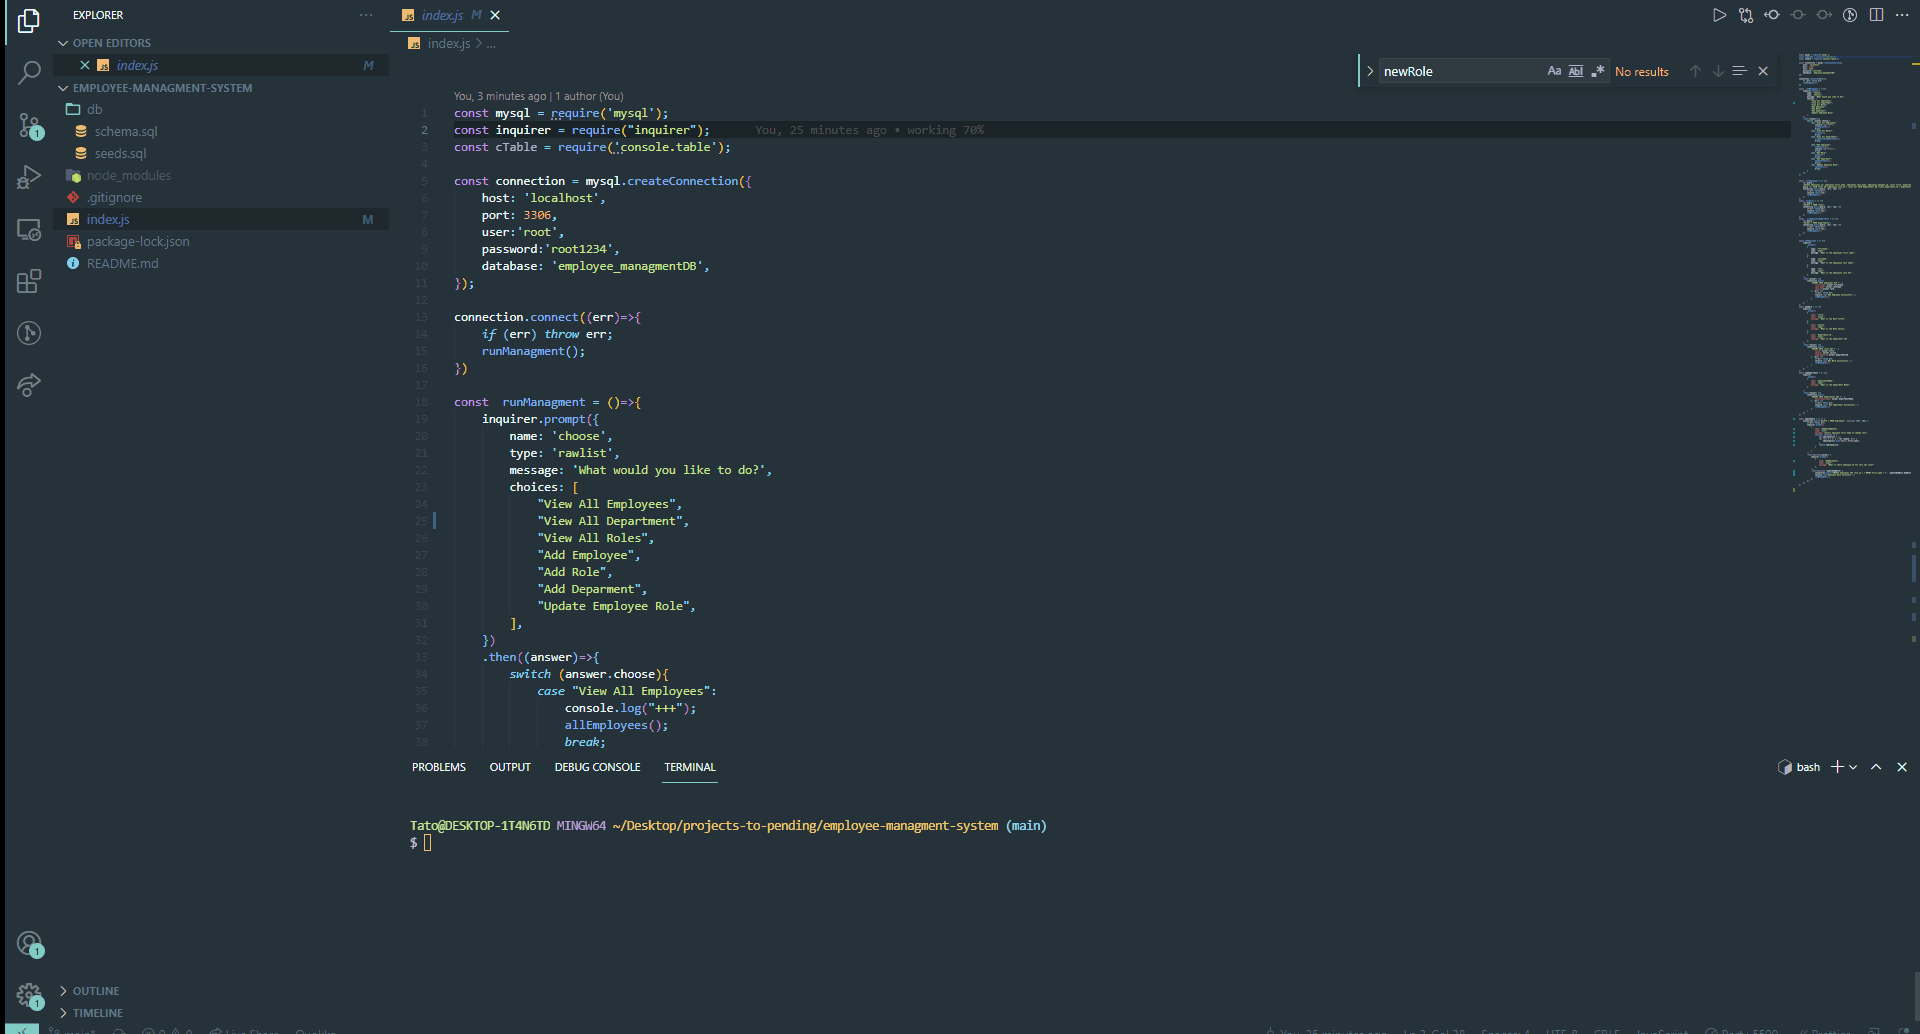 EXPLORER
OPEN EDITORS
index.js M
EMPLOYEE-MANAGMENT-SYSTEM
db
schema.sql
seeds.sql
node_modules
.gitignore
index.js M
package-lock.json
README.md
OUTLINE
TIMELINE
1
1
1
index.js M
index.js > ...
newRole
Aa Abl .* No results
You, 3 minutes ago | 1 author (You)
1 const mysql = require('mysql');
2 const inquirer = require("inquirer"); You, 25 minutes ago • working 70%
3 const cTable = require('console.table');
4
5 const connection = mysql.createConnection({
6 host: 'localhost',
7 port: 3306,
8 user:'root',
9 password:'root1234',
10 database: 'employee_managmentDB',
11 });
12
13 connection.connect((err)=>{
14 if (err) throw err;
15 runManagment();
16 })
17
18 const  runManagment = ()=>{
19 inquirer.prompt({
20 name: 'choose',
21 type: 'rawlist',
22 message: 'What would you like to do?',
23 choices: [
24 "View All Employees",
25 "View All Department",
26 "View All Roles",
27 "Add Employee",
28 "Add Role",
29 "Add Deparment",
30 "Update Employee Role",
31 ],
32 })
33 .then((answer)=>{
34 switch (answer.choose){
35 case "View All Employees":
36 console.log("+++");
37 allEmployees();
38 break;
PROBLEMS OUTPUT DEBUG CONSOLE TERMINAL
bash
Tato@DESKTOP-1T4N6TD MINGW64 ~/Desktop/projects-to-pending/employee-managment-system (main)
$